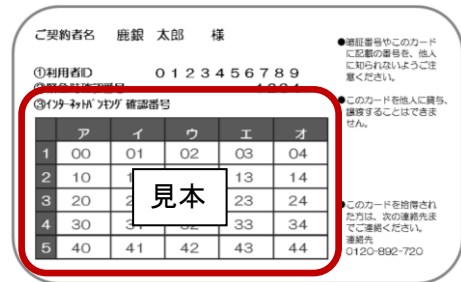 ご契約者名 鹿銀 太郎 様
①利用者ID 0123456789
③ｲﾝﾀｰﾈｯﾄﾊﾞﾝｷﾝｸﾞ 確認番号
ア イ ウ エ オ
1 00 01 02 03 04
2 10 13 14
3 20 23 24
4 30 33 34
5 40 41 42 43 44
見本
●暗証番号やこのカード
に記載の番号を、他人
に知られないようご注
意ください。
●このカードを他人に貸与、
譲渡することはできま
せん。
●このカードを拾得され
た方は、次の連絡先ま
でご連絡ください。
連絡先
0120-892-720